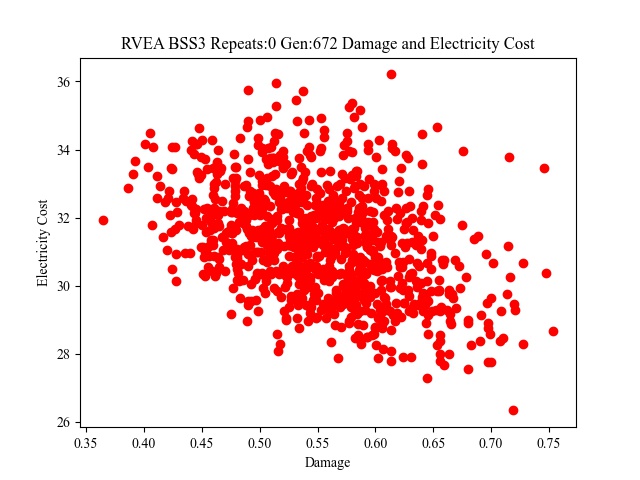 RVEA BSS3 Repeats:0 Gen:672 Damage and Electricity Cost
36
34
32
30
28
26
Electricity Cost
0.35 0.40 0.45 0.50 0.55 0.60 0.65 0.70 0.75
Damage